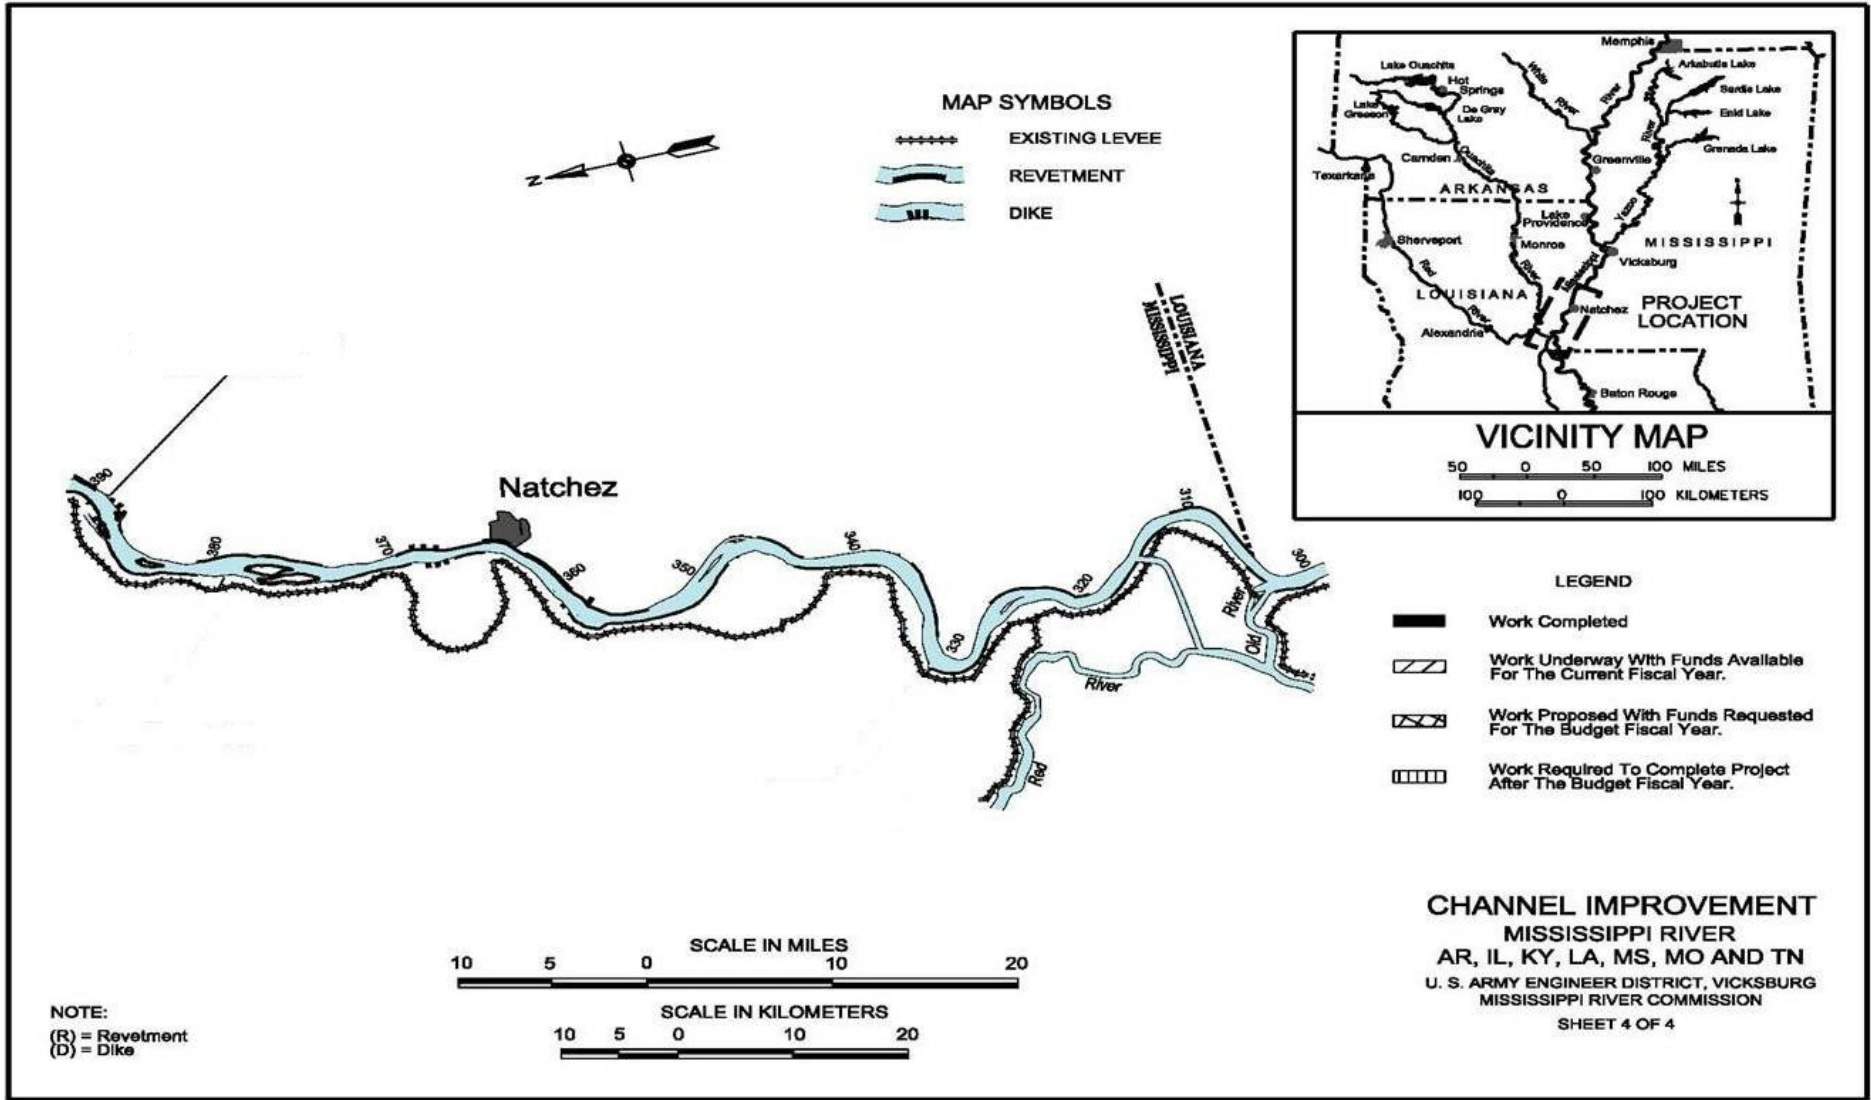 MAP SYMBOLS
EXISTING LEVEE
REVETMENT
DIKE
N
LOUISIANA
MISSISSIPPI
Natchez
390
380
370
360
350
340
330
320
310
300
River
Old
River
Red
Memphis
Arkabutla Lake
Lake Ouachita
Hot
Springs
White
River
River
Sardis Lake
Lake
Greeson
De Gray
Lake
Enid Lake
River
Grenada Lake
Camden
Ouachita
Greenville
Texarkana
ARKANSAS
Lake
Providence
Yazoo
Sherveport
Monroe
MISSISSIPPI
Vicksburg
Red
River
Mississippi
LOUISIANA
River
Natchez
PROJECT
LOCATION
Alexandria
Baton Rouge
VICINITY MAP
50 0 50 100 MILES
100 0 100 KILOMETERS
LEGEND
Work Completed
Work Underway With Funds Available
For The Current Fiscal Year.
Work Proposed With Funds Requested
For The Budget Fiscal Year.
Work Required To Complete Project
After The Budget Fiscal Year.
CHANNEL IMPROVEMENT
MISSISSIPPI RIVER
AR, IL, KY, LA, MS, MO AND TN
U. S. ARMY ENGINEER DISTRICT, VICKSBURG
MISSISSIPPI RIVER COMMISSION
SHEET 4 OF 4
SCALE IN MILES
10 5 0 10 20
SCALE IN KILOMETERS
10 5 0 10 20
NOTE:
(R) = Revetment
(D) = Dike